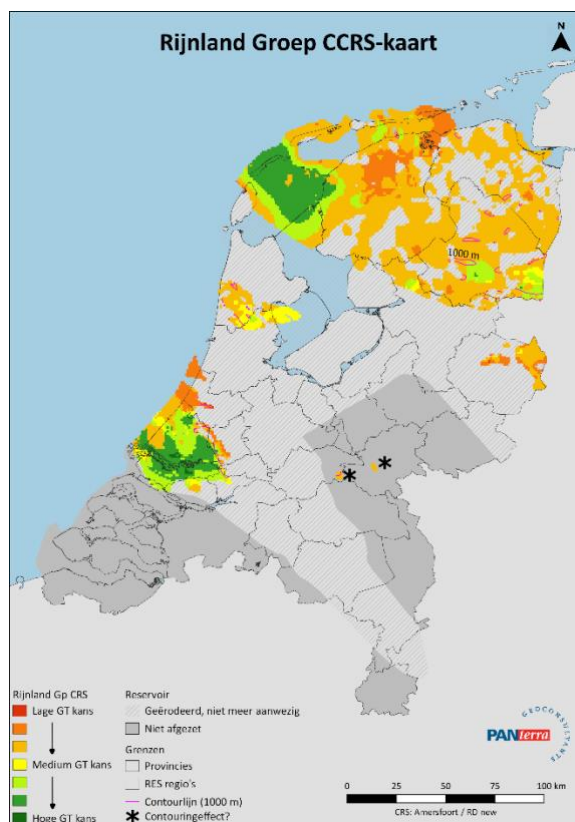 Rijnland Groep CCRS-kaart
N
1000 m
Rijnland Gp CRS
Lage GT kans
Medium GT kans
Hoge GT kans
Reservoir
Geërodeerd, niet meer aanwezig
Niet afgezet
Grenzen
Provincies
RES regio's
Contourlijn (1000 m)
Contouringeffect?
PANterra
GEOCONSULTANTS
0 25 50 75 100 km
CRS: Amersfoort / RD new